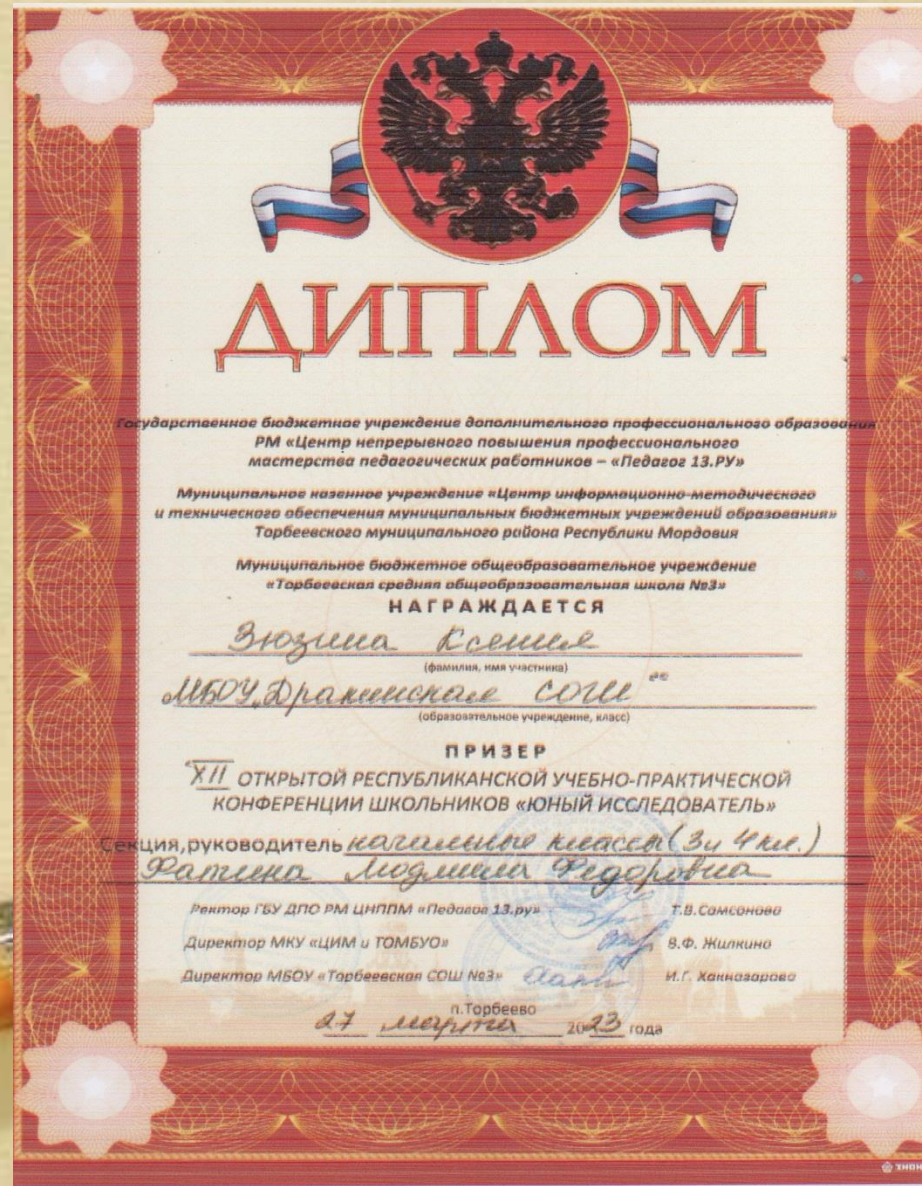 ДИПЛОМ
Государственное бюджетное учреждение дополнительного профессионального образования
РМ «Центр непрерывного повышения профессионального
мастерства педагогических работников – «Педагог 13.РУ»
Муниципальное казенное учреждение «Центр информационно-методического
и технического обеспечения муниципальных бюджетных учреждений образования»
Торбеевского муниципального района Республики Мордовия
Муниципальное бюджетное общеобразовательное учреждение
«Торбеевская средняя общеобразовательная школа №3»
НАГРАЖДАЕТСЯ
Зюзина Ксения
(фамилия, имя участника)
МБОУ „Дракинская СОШ“
(образовательное учреждение, класс)
ПРИЗЕР
XII ОТКРЫТОЙ РЕСПУБЛИКАНСКОЙ УЧЕБНО-ПРАКТИЧЕСКОЙ
КОНФЕРЕНЦИИ ШКОЛЬНИКОВ «ЮНЫЙ ИССЛЕДОВАТЕЛЬ»
Секция,руководитель начальные классы (3 и 4 кл.)
Людмила Федоровна
Ректор ГБУ ДПО РМ ЦНППМ «Педагог 13.ру» Т.В.Самсонова
Директор МКУ «ЦИМ и ТОМБУО» В.Ф. Жилкина
Директор МБОУ «Торбеевская СОШ №3» И.Г. Ханназарова
п.Торбеево
27 марта 2023 года